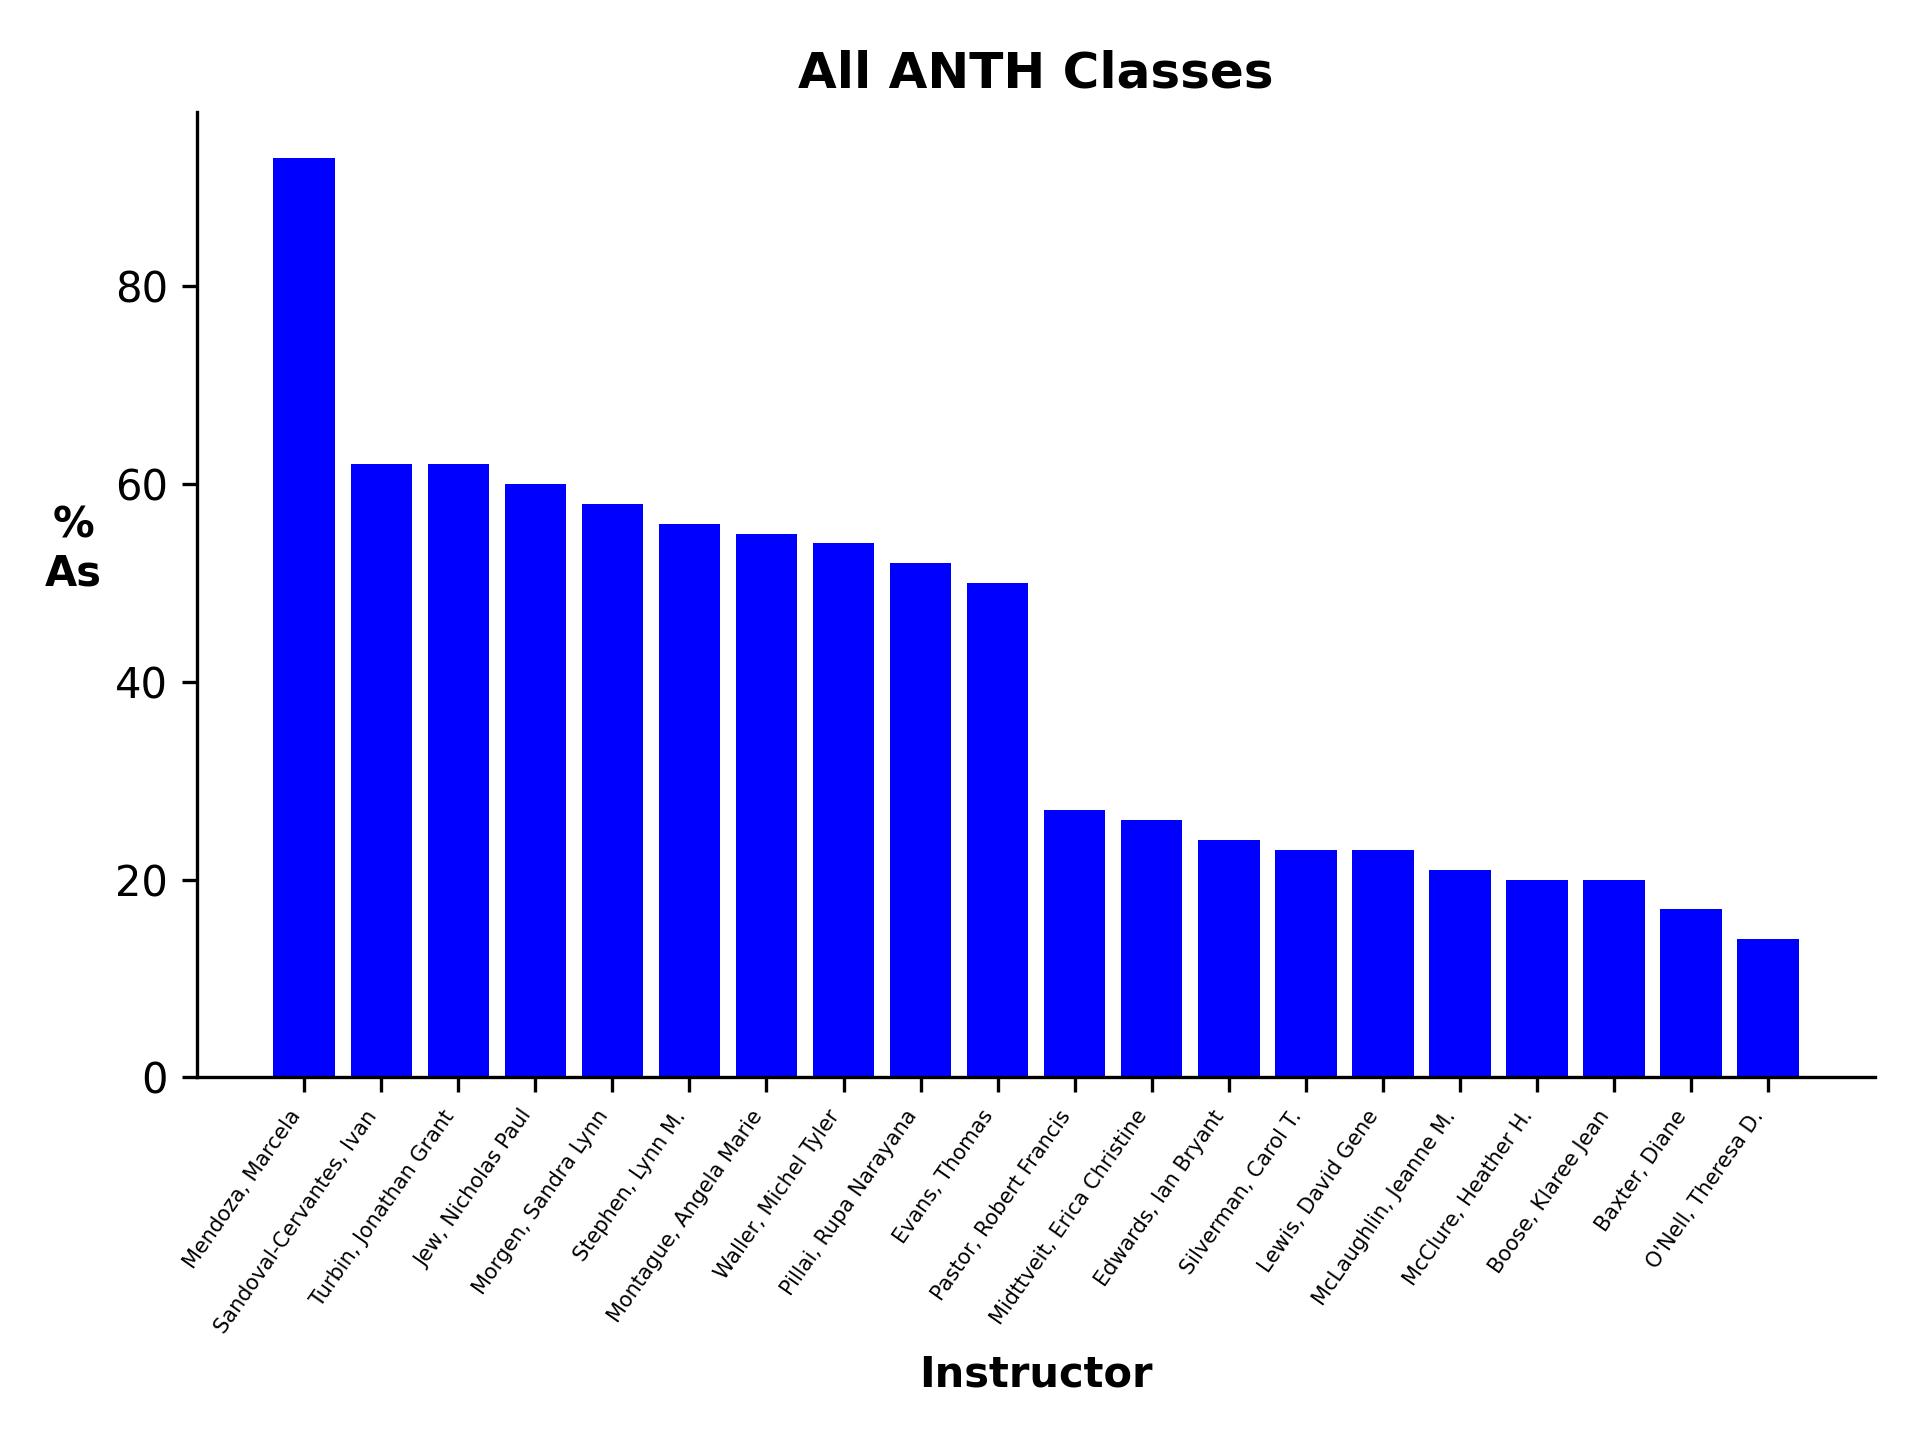 All ANTH Classes
80
60
40
20
0
%
As
Mendoza, Marcela
Sandoval-Cervantes, Ivan
Turbin, Jonathan Grant
Jew, Nicholas Paul
Morgen, Sandra Lynn
Stephen, Lynn M.
Montague, Angela Marie
Waller, Michel Tyler
Pillai, Rupa Narayana
Evans, Thomas
Pastor, Robert Francis
Midttveit, Erica Christine
Edwards, Ian Bryant
Silverman, Carol T.
Lewis, David Gene
McLaughlin, Jeanne M.
McClure, Heather H.
Boose, Klaree Jean
Baxter, Diane
O'Nell, Theresa D.
Instructor